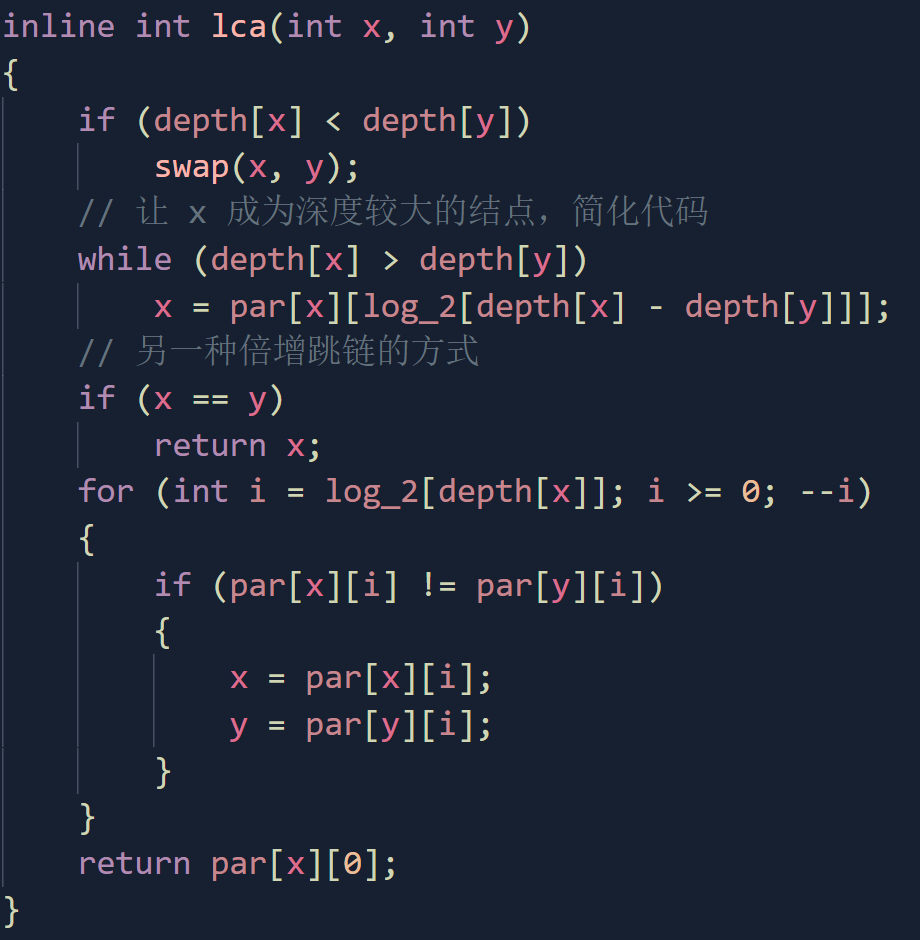 inline int lca(int x, int y)
{
    if (depth[x] < depth[y])
        swap(x, y);
    // 让 x 成为深度较大的结点，简化代码
    while (depth[x] > depth[y])
        x = par[x][log_2[depth[x] - depth[y]]];
    // 另一种倍增跳链的方式
    if (x == y)
        return x;
    for (int i = log_2[depth[x]]; i >= 0; --i)
    {
        if (par[x][i] != par[y][i])
        {
            x = par[x][i];
            y = par[y][i];
        }
    }
    return par[x][0];
}